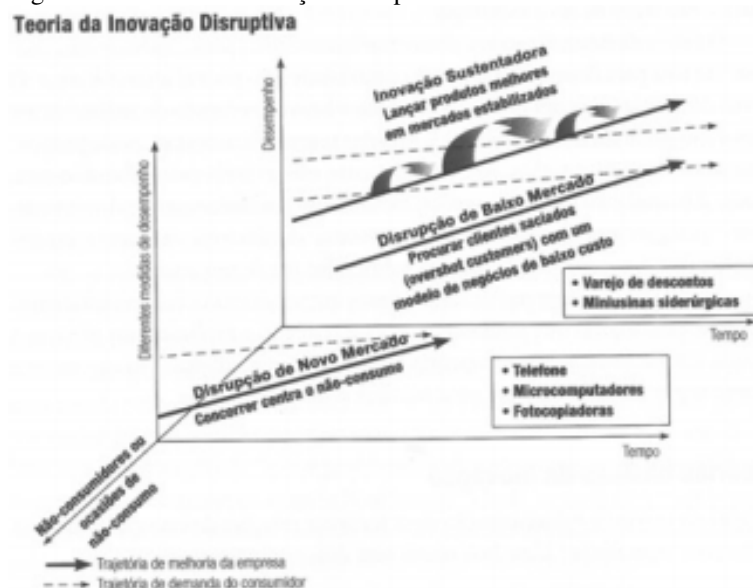 Teoria da Inovação Disruptiva
Desempenho
Inovação Sustentadora
Lançar produtos melhores
em mercados estabilizados
Diferentes medidas de desempenho
Disrupção de Baixo Mercado
Procurar clientes saciados
(overshot customers) com um
modelo de negócios de baixo custo
• Varejo de descontos
• Miniusinas siderúrgicas
Tempo
Disrupção de Novo Mercado
Concorrer contra o não-consumo
• Telefone
• Microcomputadores
• Fotocopiadoras
Tempo
Não-consumidores ou
ocasiões de
não-consumo
Trajetória de melhoria da empresa
Trajetória de demanda do consumidor